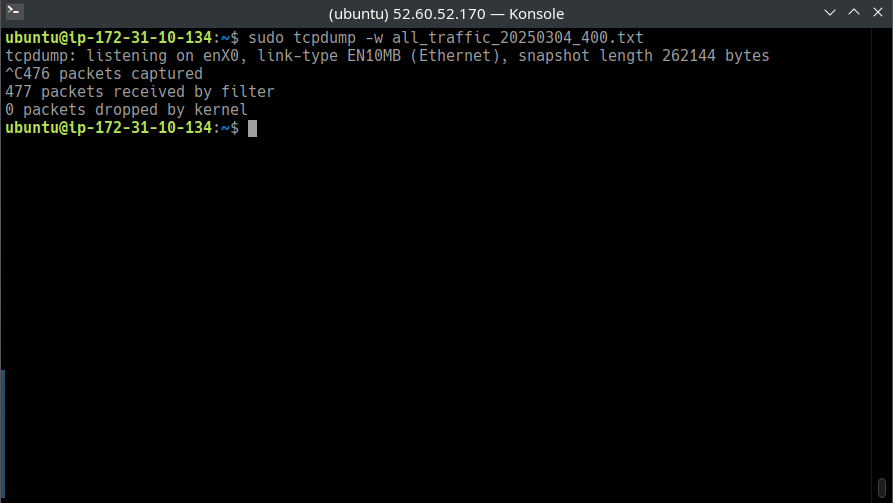 (ubuntu) 52.60.52.170 — Konsole
ubuntu@ip-172-31-10-134:~$ sudo tcpdump -w all_traffic_20250304_400.txt
tcpdump: listening on enX0, link-type EN10MB (Ethernet), snapshot length 262144 bytes
^C476 packets captured
477 packets received by filter
0 packets dropped by kernel
ubuntu@ip-172-31-10-134:~$